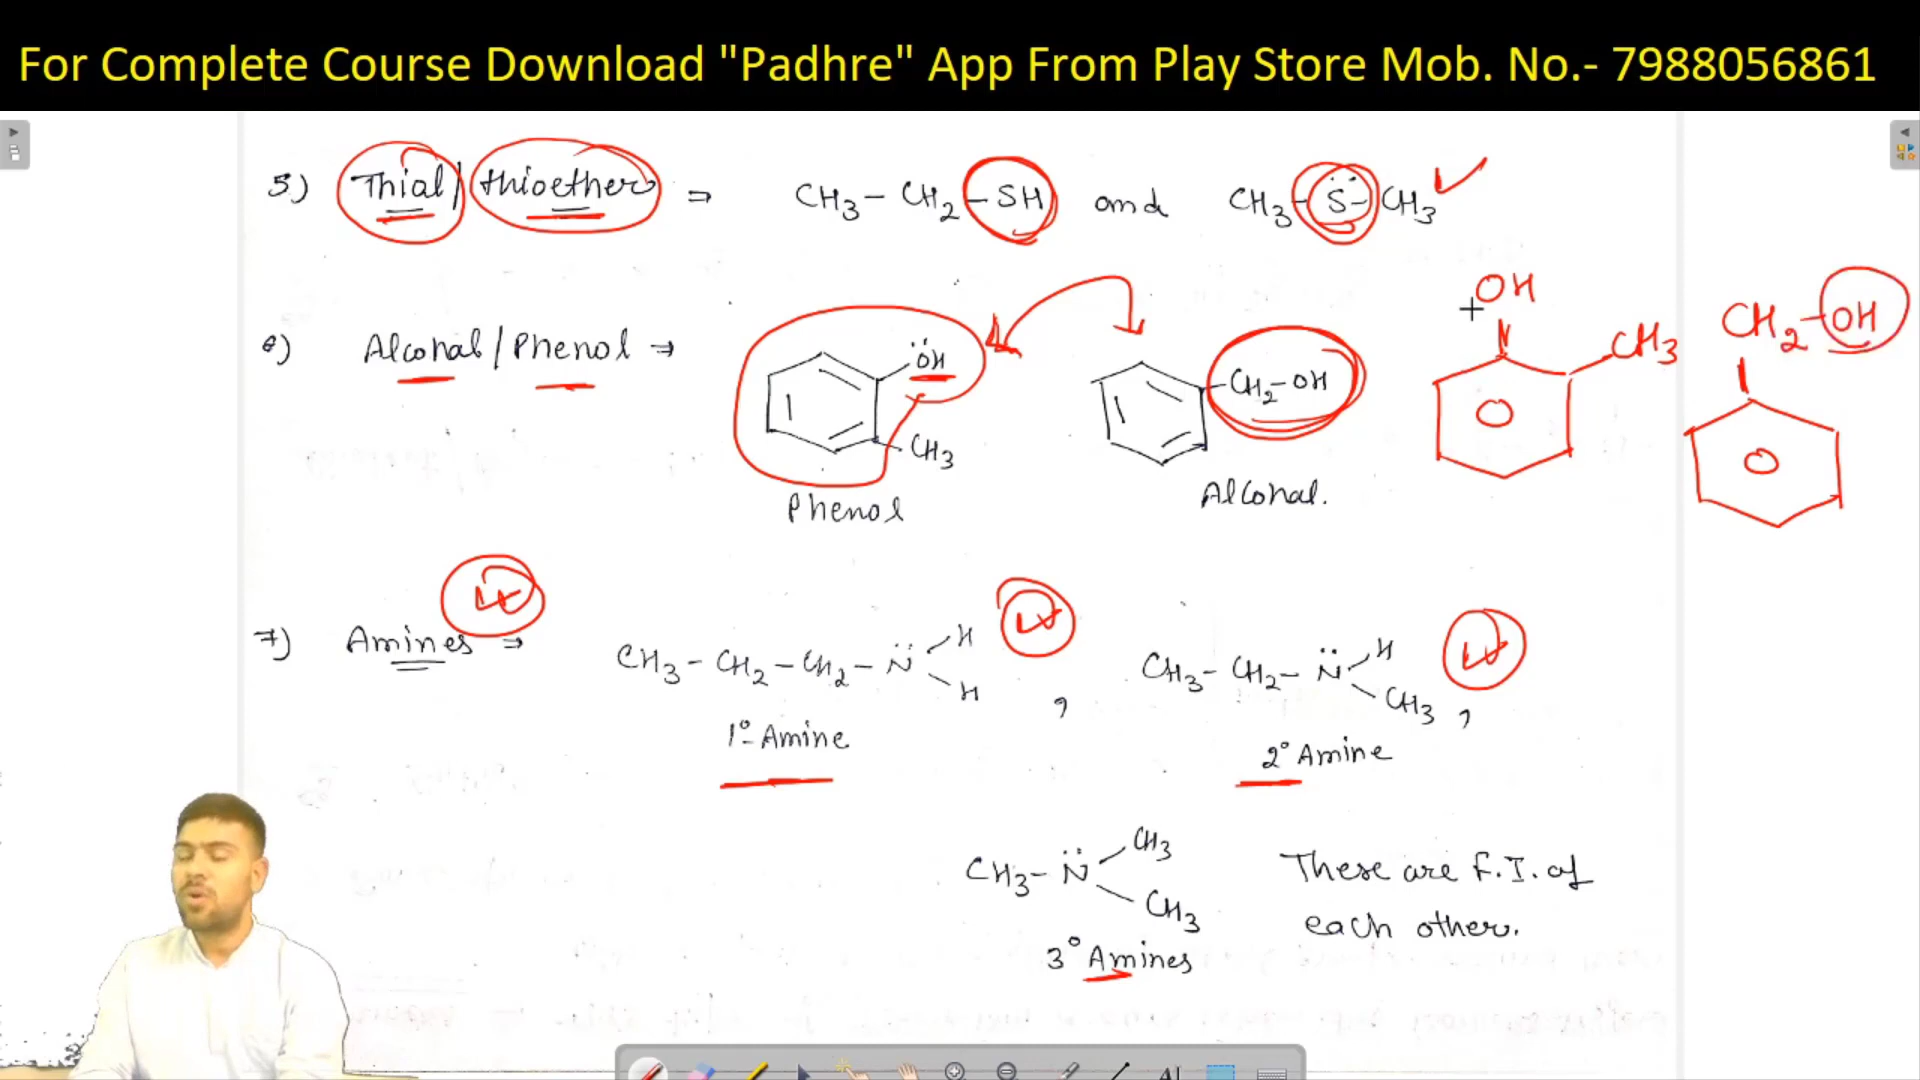 For Complete Course Download "Padhre" App From Play Store Mob. No.- 7988056861
5) Thial / thioether ⇒ CH3 - CH2 - SH and CH3 - S - CH3 ✓
OH
CH2 - OH
CH3
6) Alcohal / Phenol ⇒ OH CH2 - OH
CH3
Phenol Alcohal.
7) Amines ⇒ CH3 - CH2 - CH2 - N H H , CH3 - CH2 - N H CH3 ,
1° Amine 2° Amine
CH3 - N CH3 CH3
3° Amines
These are F.I. of
each other.